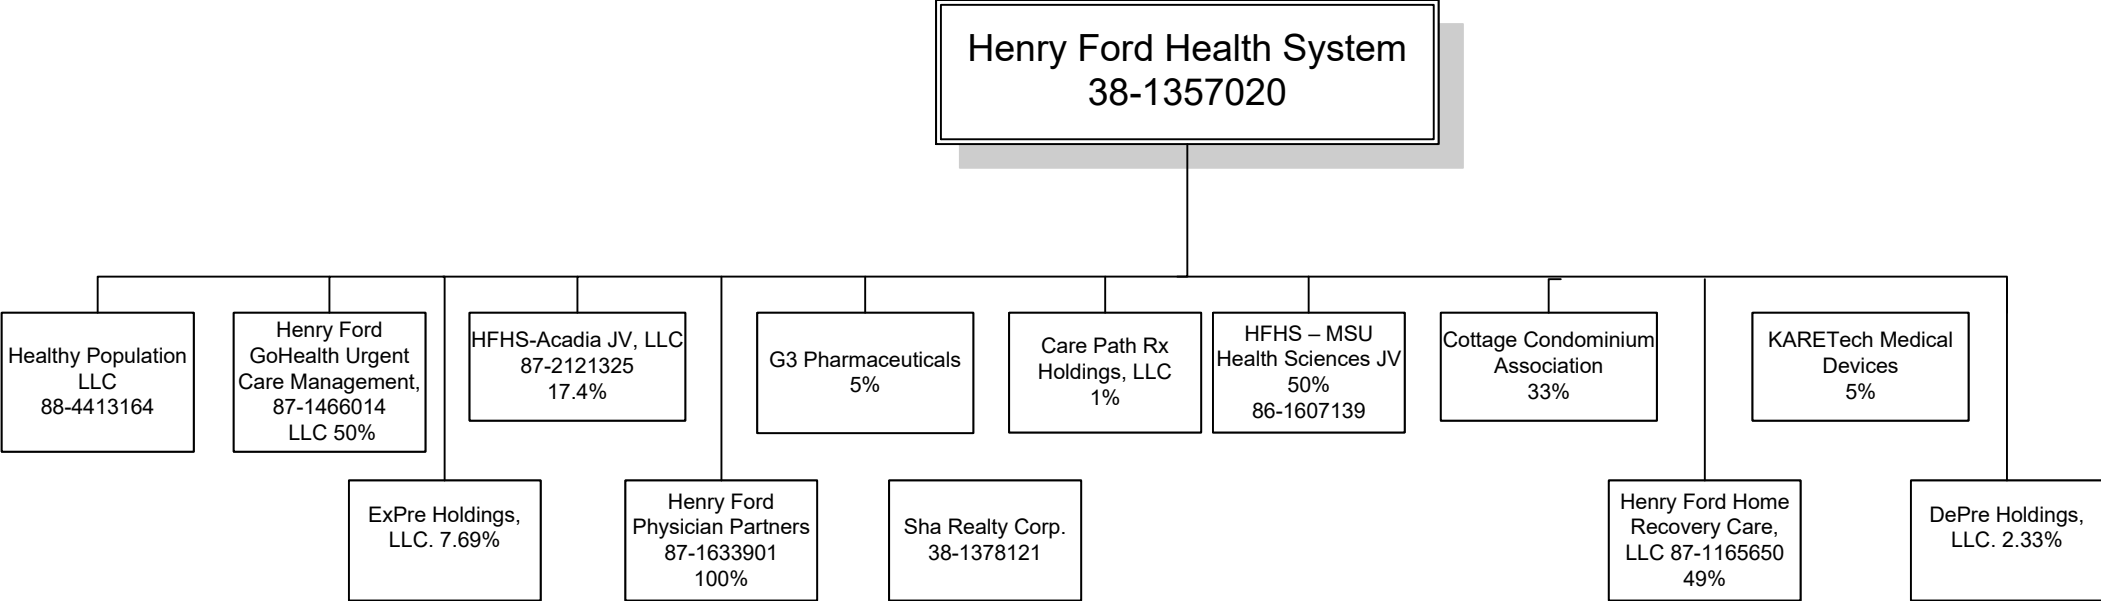 Henry Ford Health System
38-1357020
Healthy Population
LLC
88-4413164
Henry Ford
GoHealth Urgent
Care Management,
87-1466014
LLC 50%
HFHS-Acadia JV, LLC
87-2121325
17.4%
G3 Pharmaceuticals
5%
Care Path Rx
Holdings, LLC
1%
HFHS – MSU
Health Sciences JV
50%
86-1607139
Cottage Condominium
Association
33%
KARETech Medical
Devices
5%
ExPre Holdings,
LLC. 7.69%
Henry Ford
Physician Partners
87-1633901
100%
Sha Realty Corp.
38-1378121
Henry Ford Home
Recovery Care,
LLC 87-1165650
49%
DePre Holdings,
LLC. 2.33%